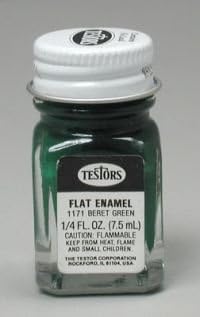 TESTORS
TESTORS
FLAT ENAMEL
1171 BERET GREEN
1/4 FL. OZ. (7.5 mL)
CAUTION: FLAMMABLE
KEEP FROM HEAT, FLAME
AND SMALL CHILDREN.
THE TESTOR CORPORATION
ROCKFORD, IL 61104, USA